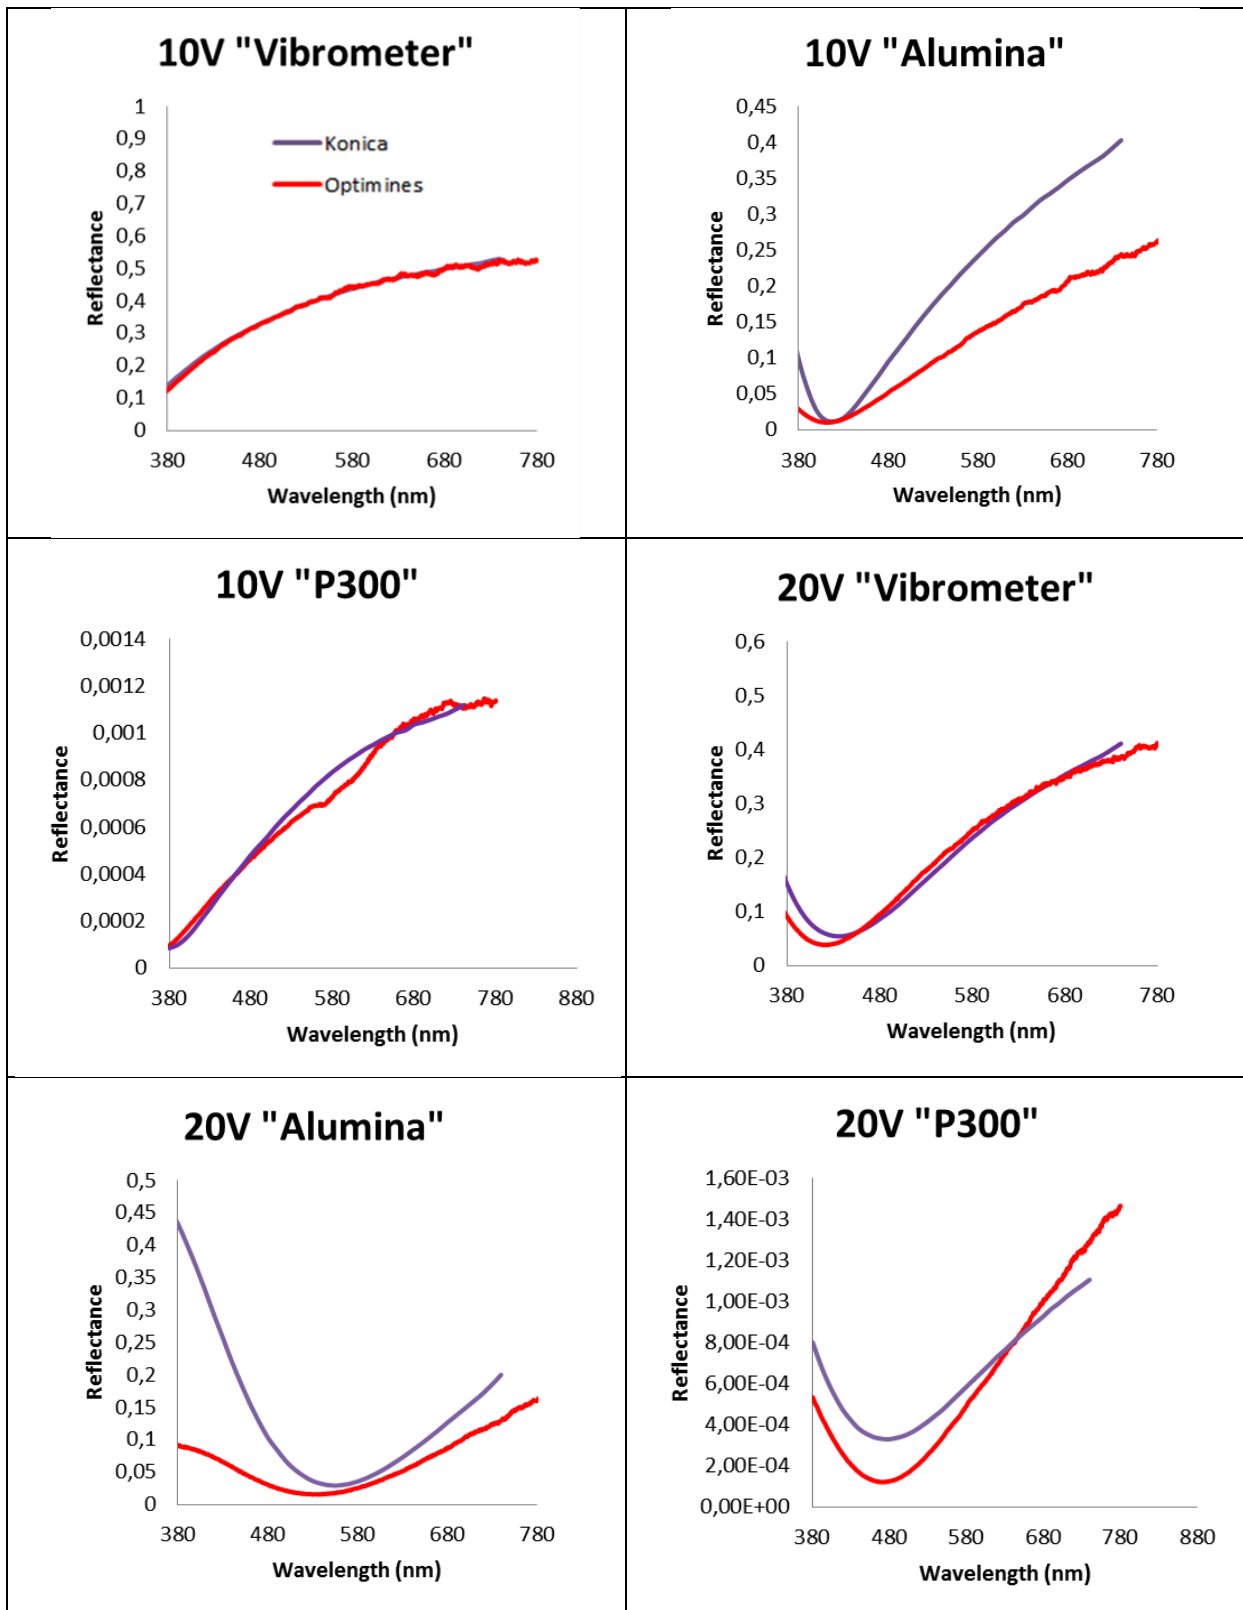 10V "Vibrometer"
1
0,9
0,8
0,7
0,6
0,5
0,4
0,3
0,2
0,1
0
Reflectance
Konica
Optimines
380 480 580 680 780
Wavelength (nm)
10V "Alumina"
0,45
0,4
0,35
0,3
0,25
0,2
0,15
0,1
0,05
0
Reflectance
380 480 580 680 780
Wavelength (nm)
10V "P300"
0,0014
0,0012
0,001
0,0008
0,0006
0,0004
0,0002
0
Reflectance
380 480 580 680 780 880
Wavelength (nm)
20V "Vibrometer"
0,6
0,5
0,4
0,3
0,2
0,1
0
Reflectance
380 480 580 680 780
Wavelength (nm)
20V "Alumina"
0,5
0,45
0,4
0,35
0,3
0,25
0,2
0,15
0,1
0,05
0
Reflectance
380 480 580 680 780
Wavelength (nm)
20V "P300"
1,60E-03
1,40E-03
1,20E-03
1,00E-03
8,00E-04
6,00E-04
4,00E-04
2,00E-04
0,00E+00
Reflectance
380 480 580 680 780 880
Wavelength (nm)